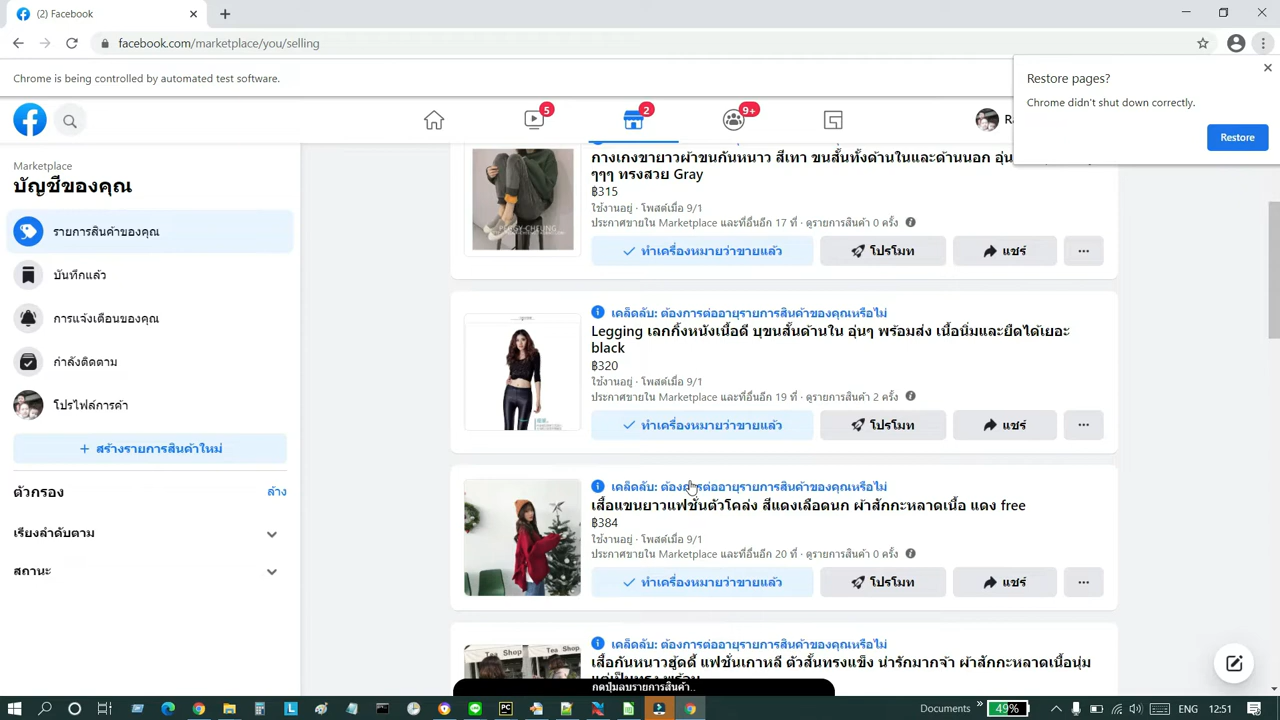 (2) Facebook
facebook.com/marketplace/you/selling
Chrome is being controlled by automated test software.
Restore pages?
Chrome didn't shut down correctly.
Restore
5
2
9+
Marketplace
บัญชีของคุณ
รายการสินค้าของคุณ
บันทึกแล้ว
การแจ้งเตือนของคุณ
กำลังติดตาม
โปรไฟล์การค้า
+ สร้างรายการสินค้าใหม่
ตัวกรอง
ล้าง
เรียงลำดับตาม
สถานะ
กางเกงขายาวผ้าขนกันหนาว สีเทา ขนสั้นทั้งด้านในและด้านนอก อุ่น
ๆๆๆ ทรงสวย Gray
฿315
ใช้งานอยู่ · โพสต์เมื่อ 9/1
ประกาศขายใน Marketplace และที่อื่นอีก 17 ที่ · ดูรายการสินค้า 0 ครั้ง
ทำเครื่องหมายว่าขายแล้ว
โปรโมท
แชร์
เคล็ดลับ: ต้องการต่ออายุรายการสินค้าของคุณหรือไม่
Legging เลกกิ้งหนังเนื้อดี บุขนสั้นด้านใน อุ่นๆ พร้อมส่ง เนื้อนิ่มและยืดได้เยอะ
black
฿320
ใช้งานอยู่ · โพสต์เมื่อ 9/1
ประกาศขายใน Marketplace และที่อื่นอีก 19 ที่ · ดูรายการสินค้า 2 ครั้ง
ทำเครื่องหมายว่าขายแล้ว
โปรโมท
แชร์
เคล็ดลับ: ต้องการต่ออายุรายการสินค้าของคุณหรือไม่
เสื้อแขนยาวแฟชั่นตัวโคล่ง สีแดงเลือดนก ผ้าสักกะหลาดเนื้อ แดง free
฿384
ใช้งานอยู่ · โพสต์เมื่อ 9/1
ประกาศขายใน Marketplace และที่อื่นอีก 20 ที่ · ดูรายการสินค้า 0 ครั้ง
ทำเครื่องหมายว่าขายแล้ว
โปรโมท
แชร์
เคล็ดลับ: ต้องการต่ออายุรายการสินค้าของคุณหรือไม่
เสื้อกันหนาวฮู้ดดี้ แฟชั่นเกาหลี ตัวสั้นทรงแข็ง น่ารักมากจ้า ผ้าสักกะหลาดเนื้อนุ่ม
Tea Shop
Tea Shop
กดปุ่มลบรายการสินค้า..
Documents
49%
ENG
12:51